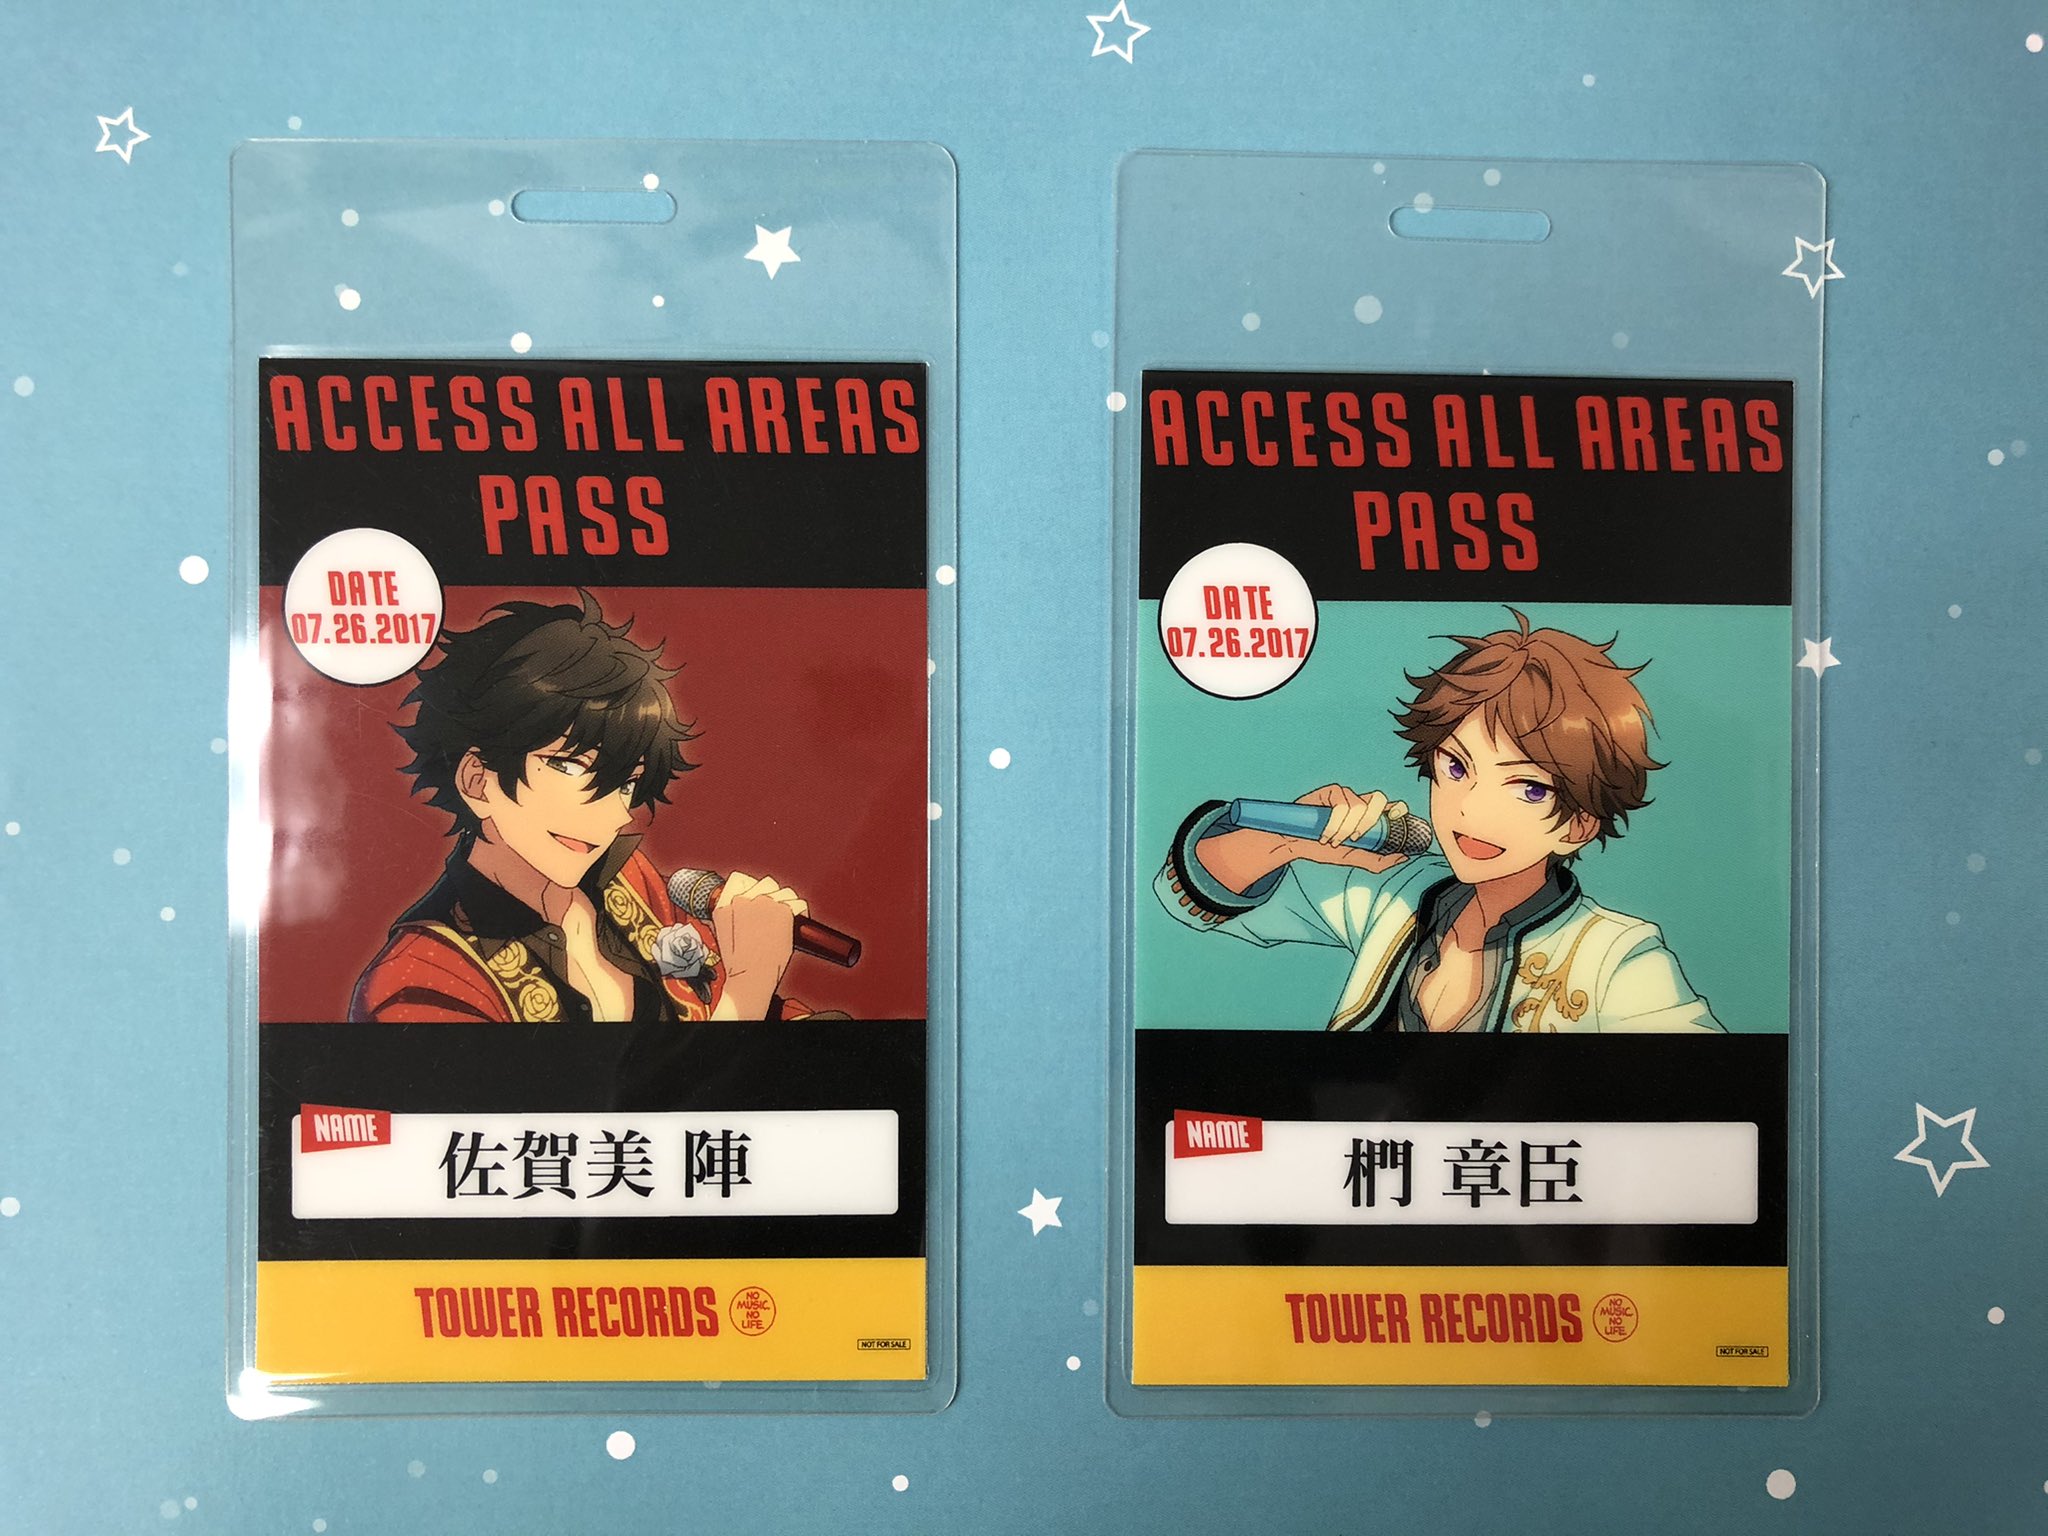 ACCESS ALL AREAS
PASS
DATE
07.26.2017
NAME
佐賀美 陣
TOWER RECORDS
NO
MUSIC.
NO
LIFE.
NOT FOR SALE
ACCESS ALL AREAS
PASS
DATE
07.26.2017
NAME
椚 章臣
TOWER RECORDS
NO
MUSIC.
NO
LIFE.
NOT FOR SALE